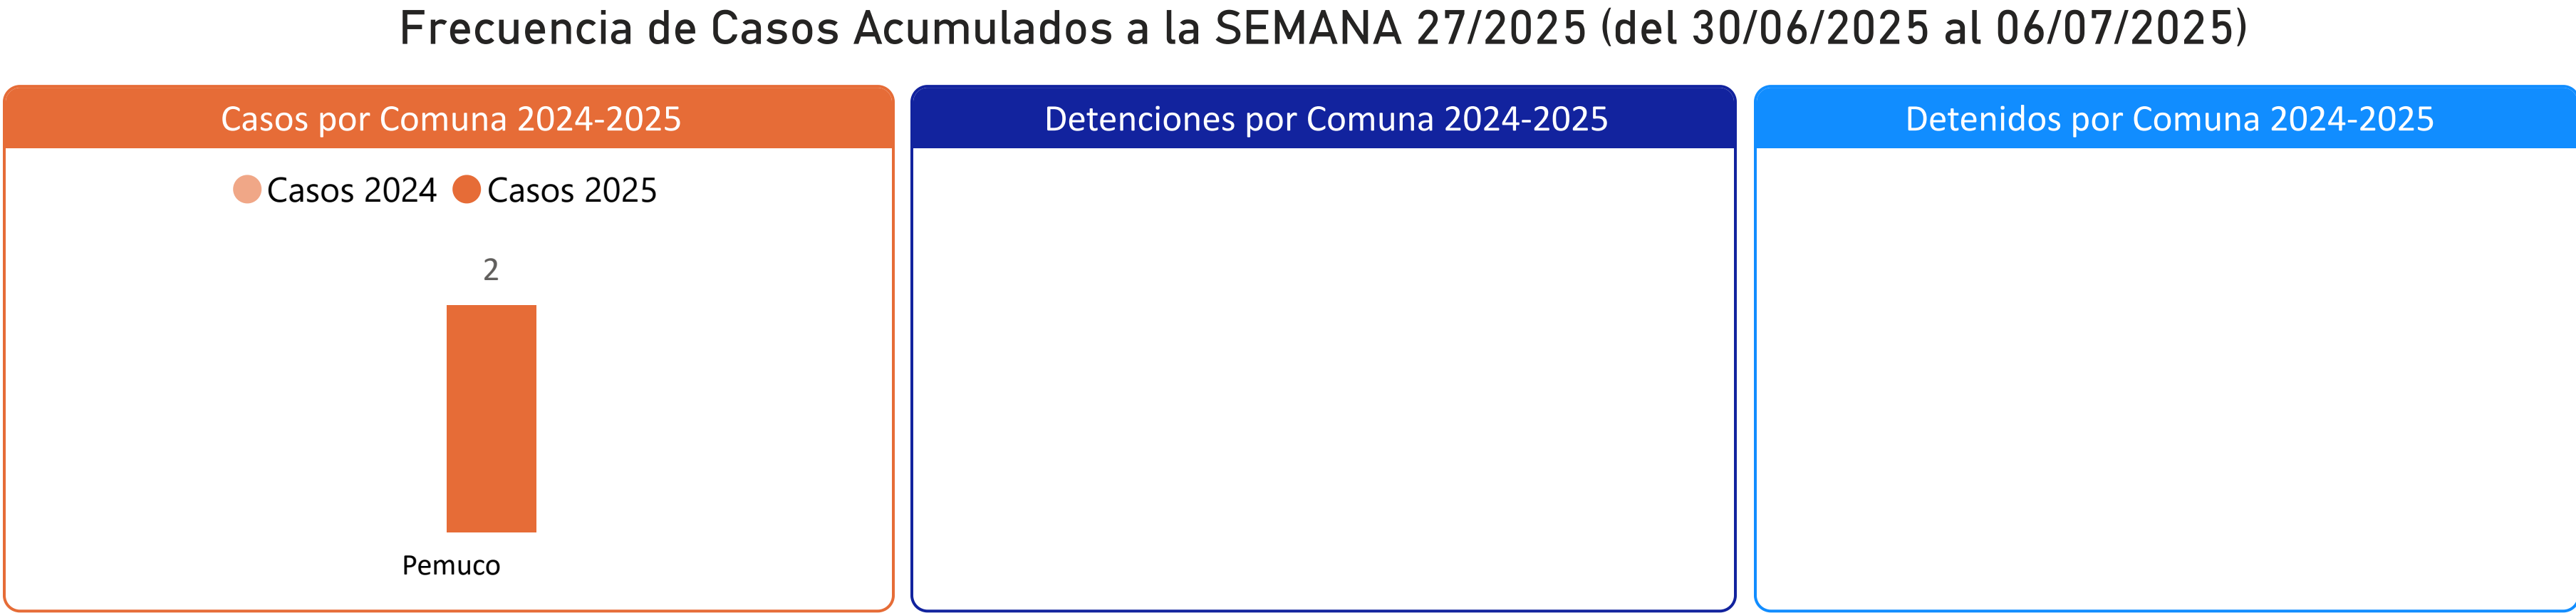 Frecuencia de Casos Acumulados a la SEMANA 27/2025 (del 30/06/2025 al 06/07/2025)
Casos por Comuna 2024-2025
Casos 2024 Casos 2025
2
Pemuco
Detenciones por Comuna 2024-2025
Detenidos por Comuna 2024-2025